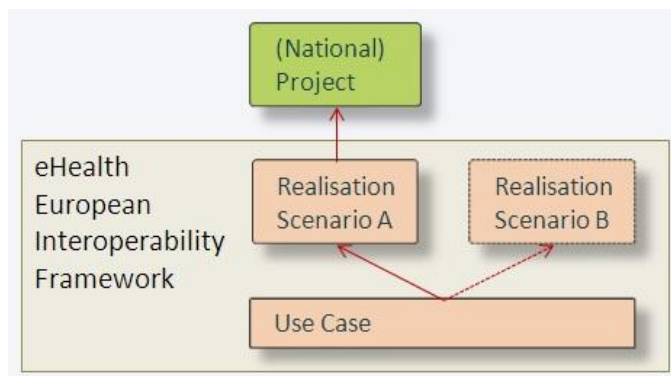 (National)
Project
eHealth
European
Interoperability
Framework
Realisation
Scenario A
Realisation
Scenario B
Use Case